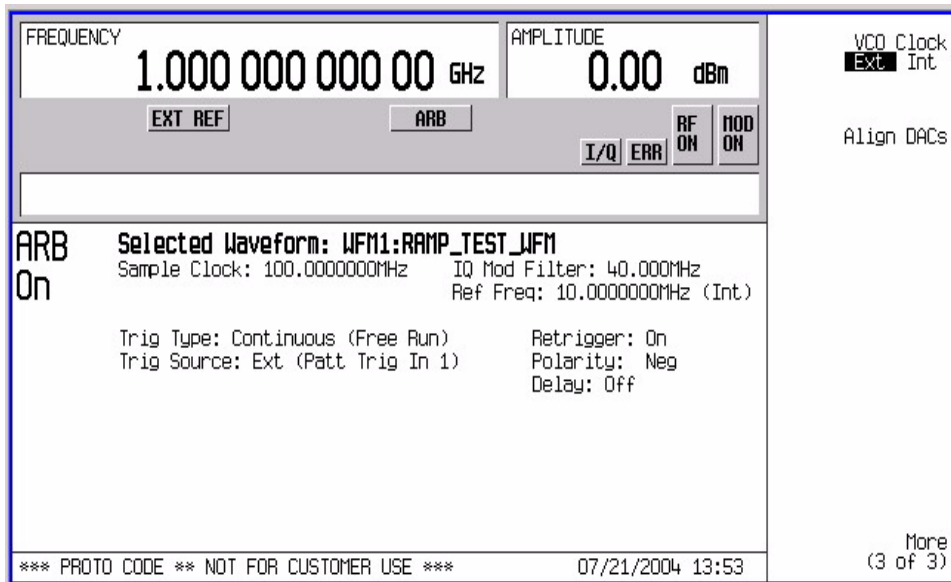 FREQUENCY
1.000 000 000 00 GHz
AMPLITUDE
0.00 dBm
EXT REF
ARB
I/Q
ERR
RF ON
MOD ON
VCO Clock
Ext Int
Align DACs
ARB On
Selected Waveform: WFM1:RAMP_TEST_WFM
Sample Clock: 100.0000000MHz IQ Mod Filter: 40.000MHz
Ref Freq: 10.0000000MHz (Int)
Trig Type: Continuous (Free Run) Retrigger: On
Trig Source: Ext (Patt Trig In 1) Polarity: Neg
Delay: Off
More
(3 of 3)
*** PROTO CODE ** NOT FOR CUSTOMER USE *** 07/21/2004 13:53